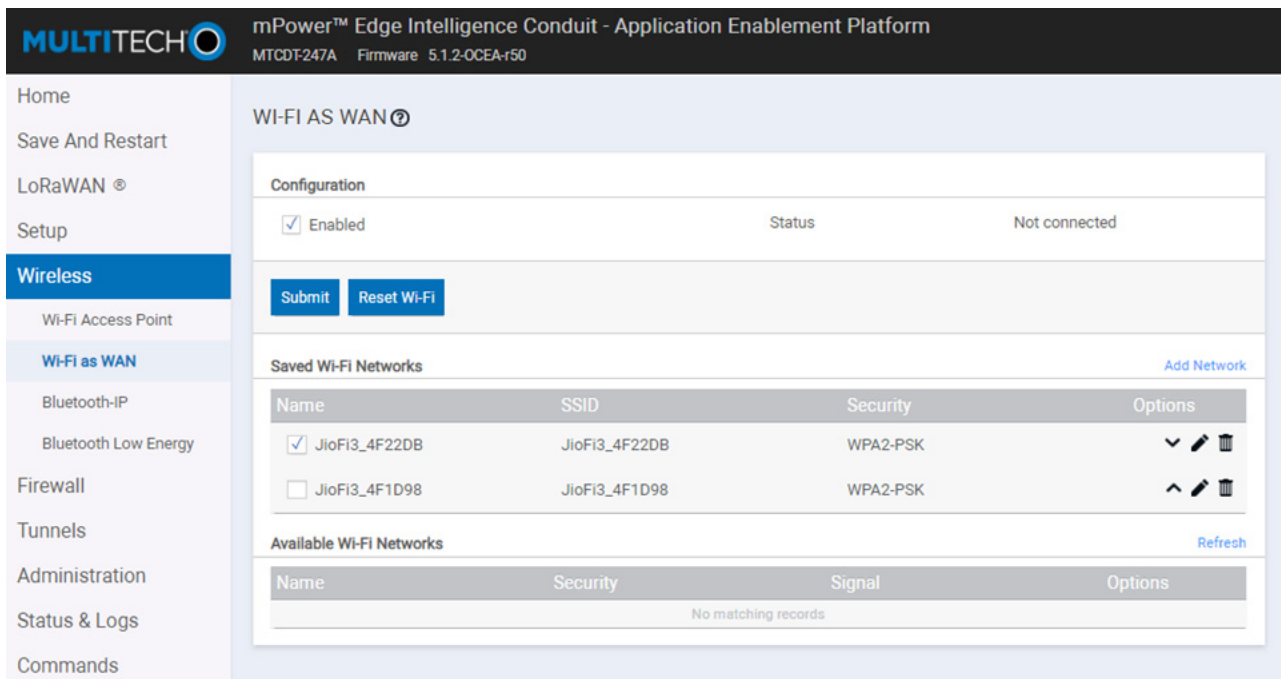 MULTITECH
mPower™ Edge Intelligence Conduit - Application Enablement Platform
MTCDT-247A Firmware 5.1.2-OCEA-r50
Home
Save And Restart
LoRaWAN ®
Setup
Wireless
Wi-Fi Access Point
Wi-Fi as WAN
Bluetooth-IP
Bluetooth Low Energy
Firewall
Tunnels
Administration
Status & Logs
Commands
WI-FI AS WAN ?
Configuration
Enabled Status Not connected
Submit Reset Wi-Fi
Saved Wi-Fi Networks Add Network
Name SSID Security Options
JioFi3_4F22DB JioFi3_4F22DB WPA2-PSK
JioFi3_4F1D98 JioFi3_4F1D98 WPA2-PSK
Available Wi-Fi Networks Refresh
Name Security Signal Options
No matching records